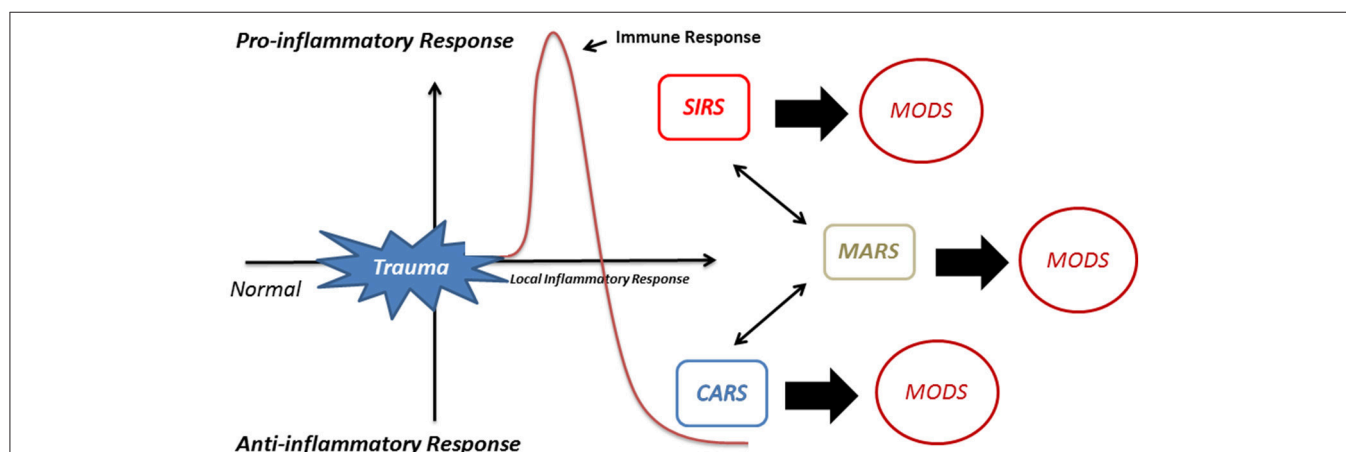 Pro-inflammatory Response
Immune Response
SIRS
MODS
Trauma
MARS
MODS
Normal
Local Inflammatory Response
CARS
MODS
Anti-inflammatory Response